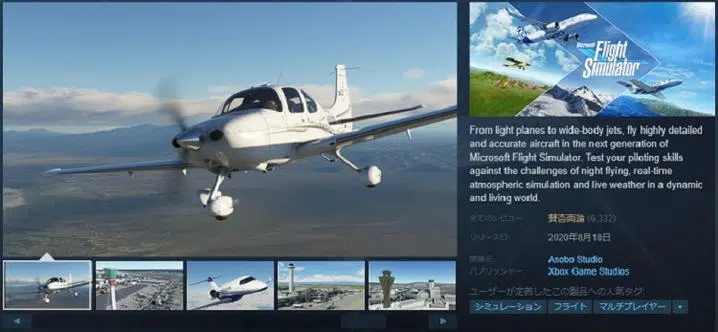 Microsoft
Flight
Simulator
From light planes to wide-body jets, fly highly detailed
and accurate aircraft in the next generation of
Microsoft Flight Simulator. Test your piloting skills
against the challenges of night flying, real-time
atmospheric simulation and live weather in a dynamic
and living world.
全てのレビュー: 賛否両論 (6,332)
リリース日: 2020年8月18日
開発元: Asobo Studio
パブリッシャー: Xbox Game Studios
ユーザーが定義したこの製品への人気タグ:
シミュレーション フライト マルチプレイヤー +